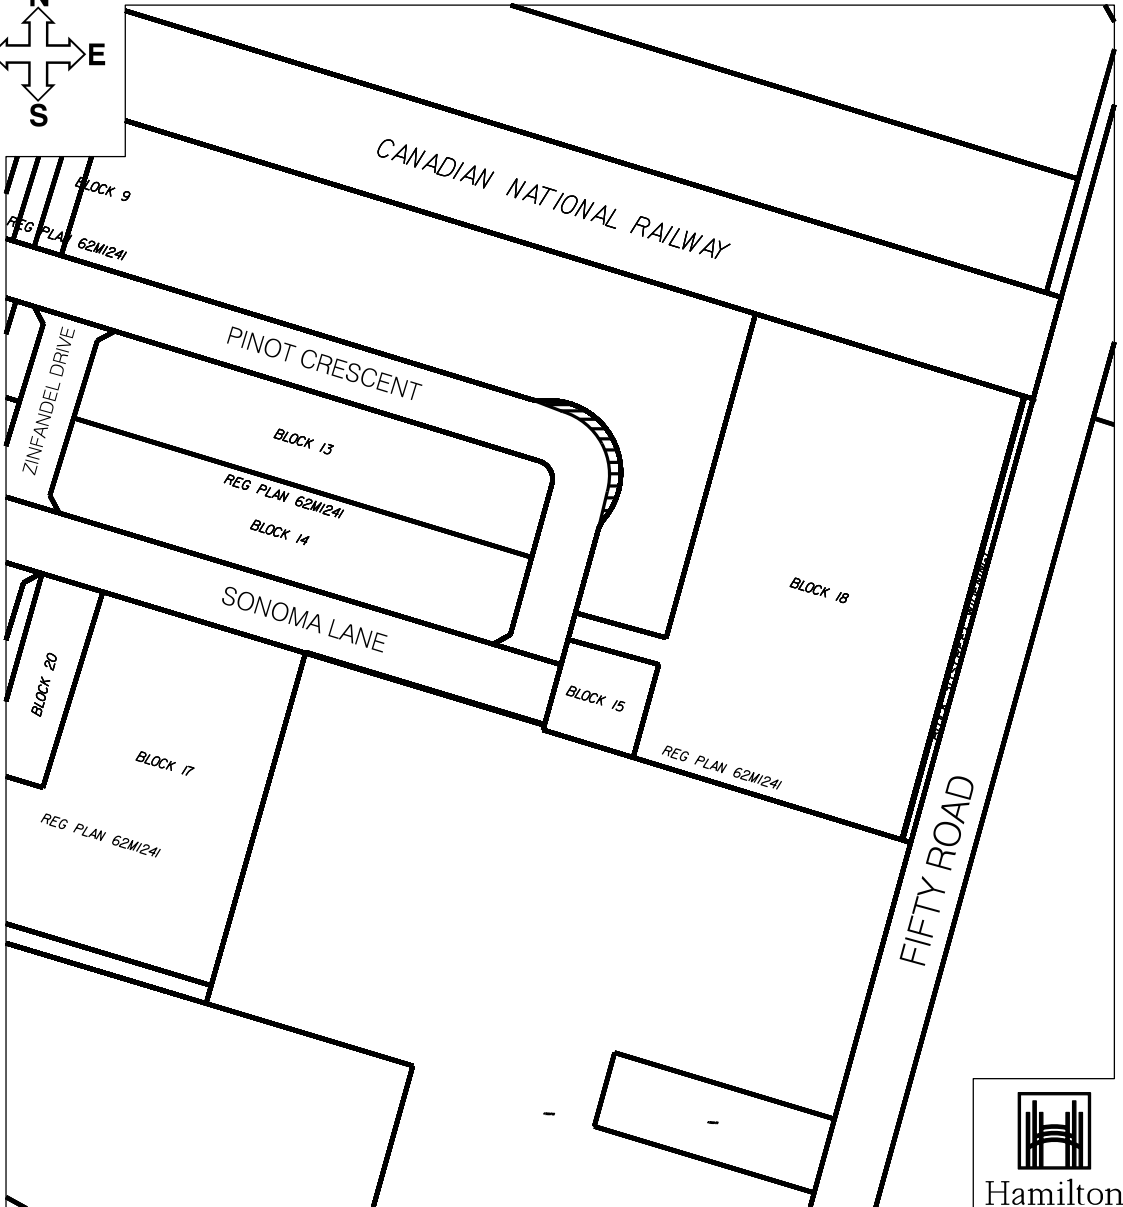 N
E
S
CANADIAN NATIONAL RAILWAY
BLOCK 9
REG PLAN 62M1241
PINOT CRESCENT
ZINFANDEL DRIVE
BLOCK 13
REG PLAN 62M1241
BLOCK 14
BLOCK 18
SONOMA LANE
BLOCK 20
BLOCK 15
BLOCK 17
REG PLAN 62M1241
REG PLAN 62M1241
FIFTY ROAD
Hamilton